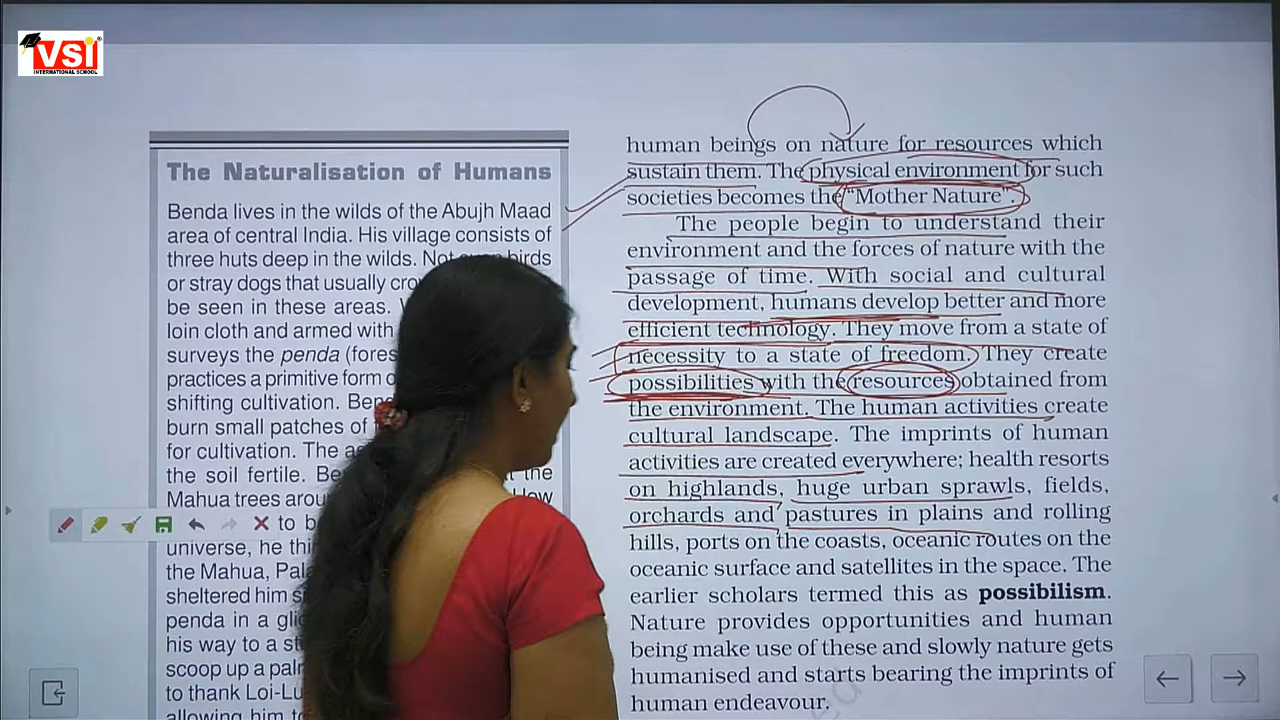 VSI
INTERNATIONAL SCHOOL
The Naturalisation of Humans
Benda lives in the wilds of the Abujh Maad
area of central India. His village consists of
three huts deep in the wilds. Not even birds
or stray dogs that usually
be seen in these areas.
loin cloth and armed with
surveys the penda
practices a primitive form
shifting cultivation.
burn small patches of
for cultivation. The
the soil fertile. the
Mahua trees
to
universe, he
the Mahua,
sheltered him
penda in a
his way to a
scoop up a
to thank
allowing him
human beings on nature for resources which
sustain them. The physical environment for such
societies becomes the “Mother Nature”.
The people begin to understand their
environment and the forces of nature with the
passage of time. With social and cultural
development, humans develop better and more
efficient technology. They move from a state of
necessity to a state of freedom. They create
possibilities with the resources obtained from
the environment. The human activities create
cultural landscape. The imprints of human
activities are created everywhere; health resorts
on highlands, huge urban sprawls, fields,
orchards and pastures in plains and rolling
hills, ports on the coasts, oceanic routes on the
oceanic surface and satellites in the space. The
earlier scholars termed this as possibilism.
Nature provides opportunities and human
being make use of these and slowly nature gets
humanised and starts bearing the imprints of
human endeavour.